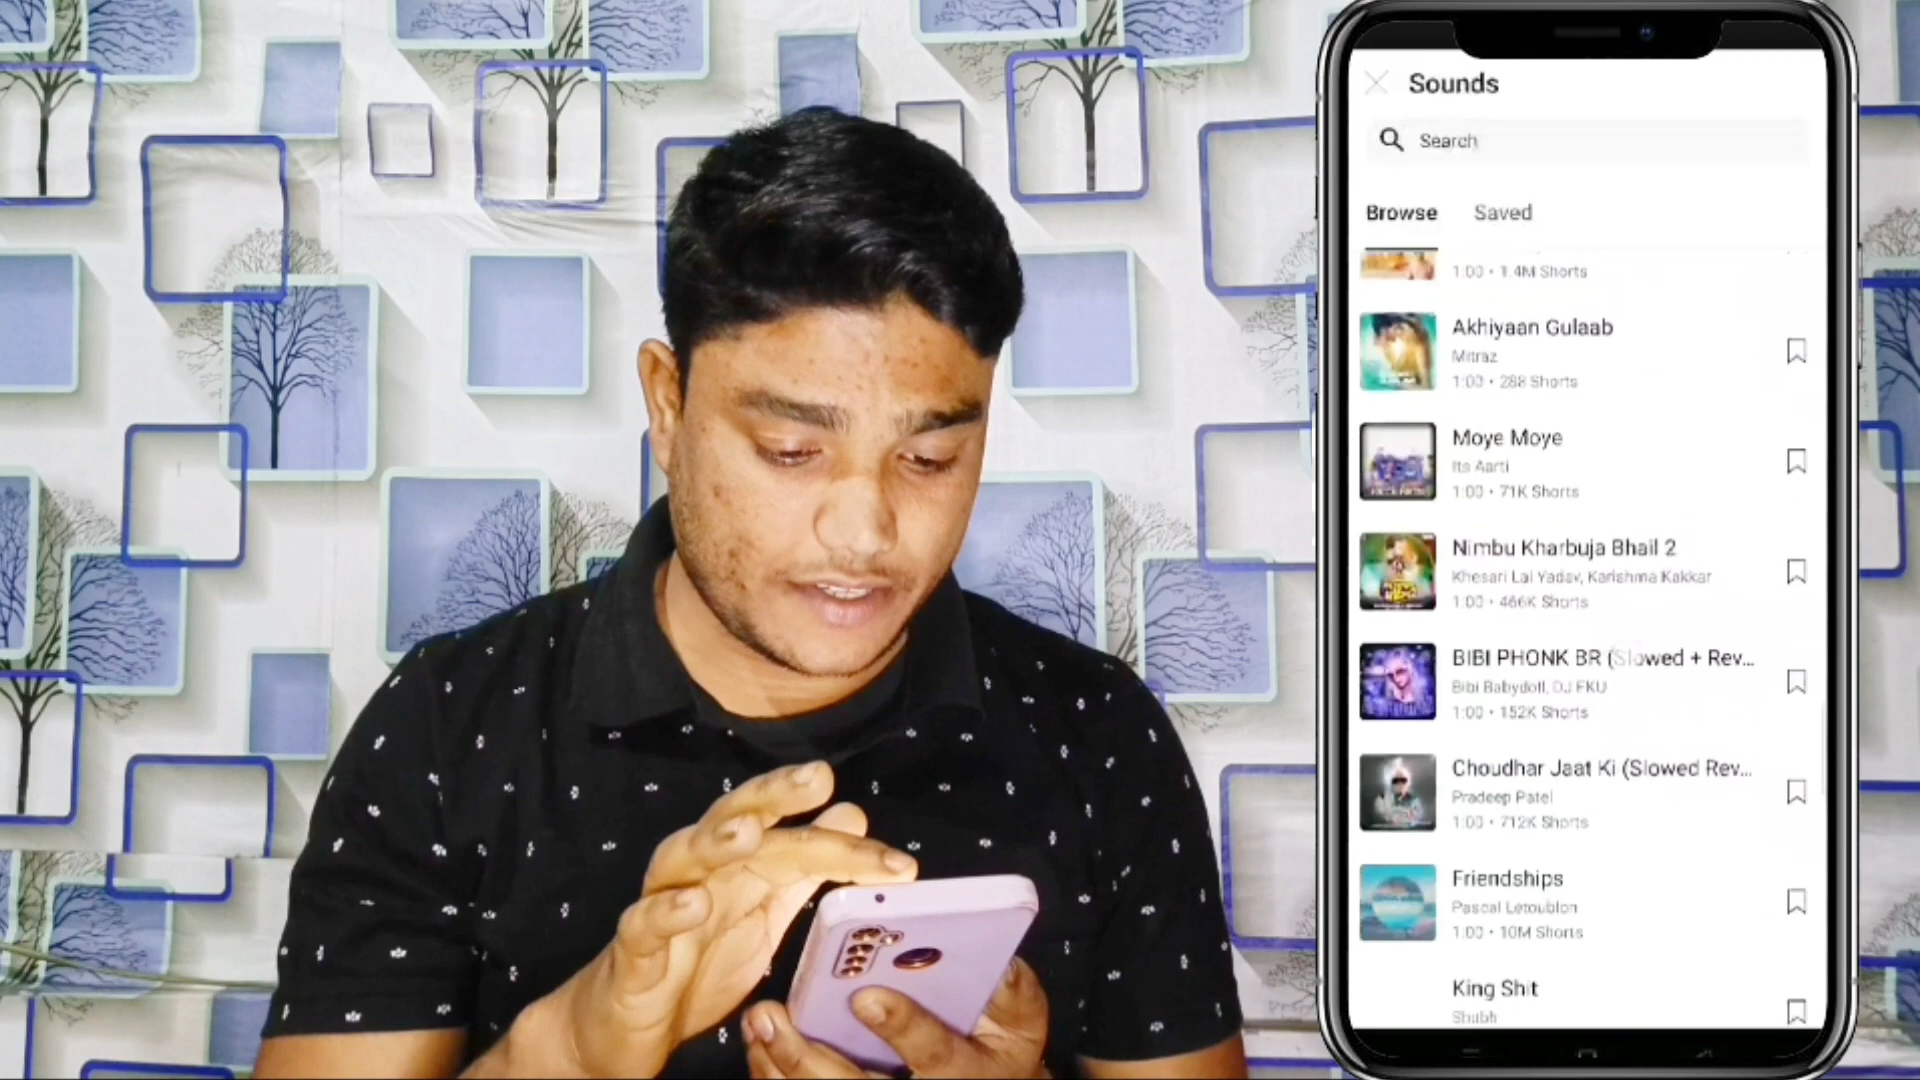 Sounds
Search
Browse Saved
1:00 • 1.4M Shorts
Akhiyaan Gulaab
Mitraz
1:00 • 288 Shorts
Moye Moye
Its Aarti
1:00 • 71K Shorts
Nimbu Kharbuja Bhail 2
Khesari Lal Yadav, Karishma Kakkar
1:00 • 466K Shorts
BIBI PHONK BR (Slowed + Rev...
Bibi Babydoll, DJ FKU
1:00 • 152K Shorts
Choudhar Jaat Ki (Slowed Rev...
Pradeep Patel
1:00 • 712K Shorts
Friendships
Pascal Letoublon
1:00 • 10M Shorts
King Shit
Shubh